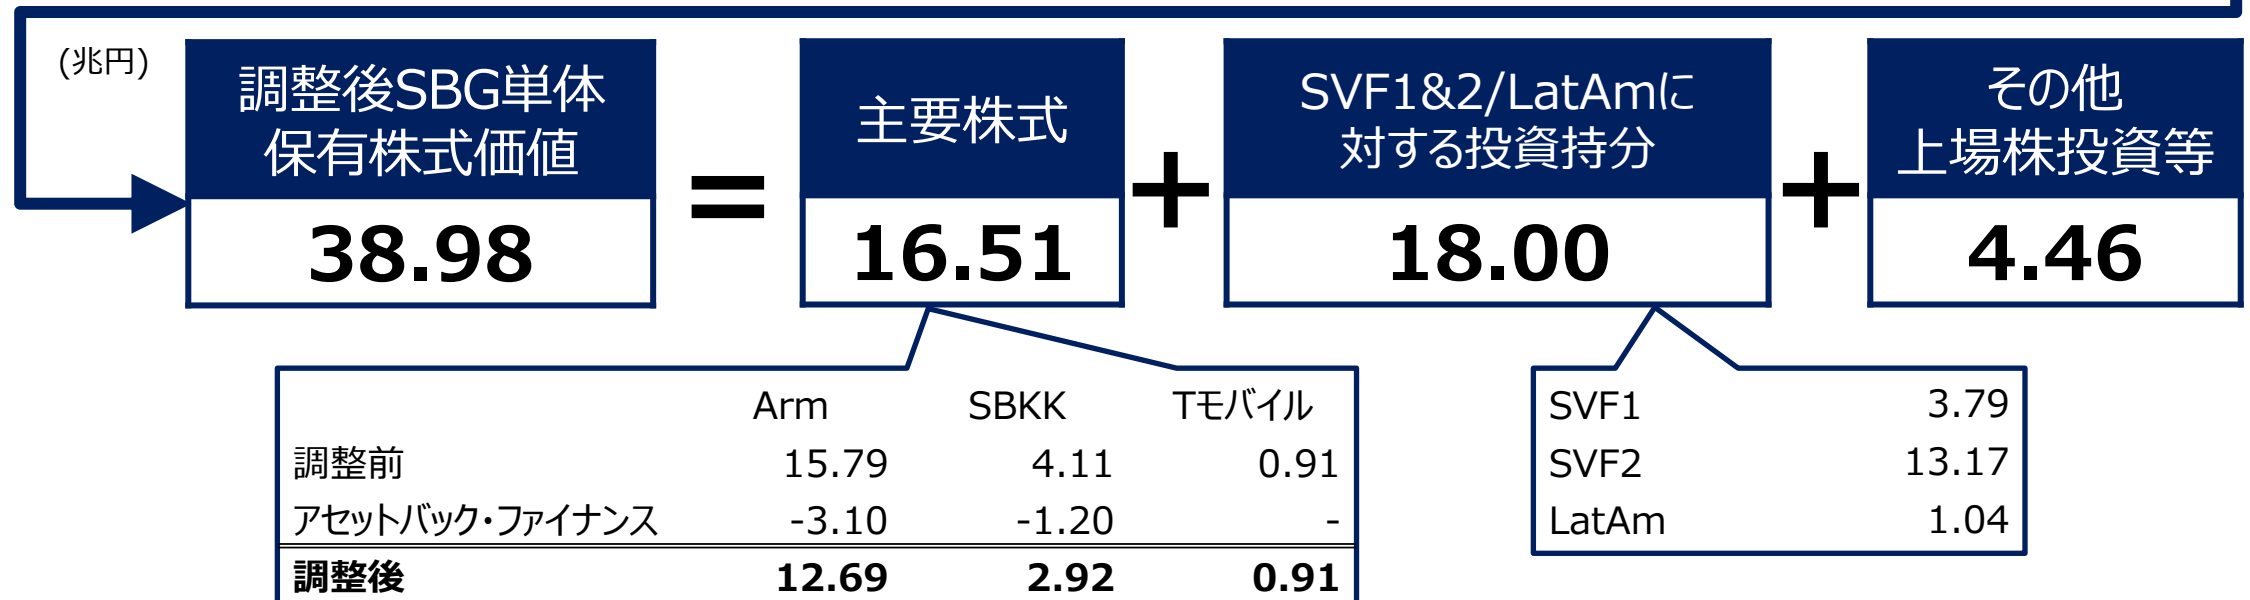 (兆円)
調整後SBG単体
保有株式価値
38.98
=
主要株式
16.51
+
SVF1&2/LatAmに
対する投資持分
18.00
+
その他
上場株投資等
4.46
Arm SBKK Tモバイル
調整前 15.79 4.11 0.91
アセットバック・ファイナンス -3.10 -1.20 -
調整後 12.69 2.92 0.91
SVF1 3.79
SVF2 13.17
LatAm 1.04